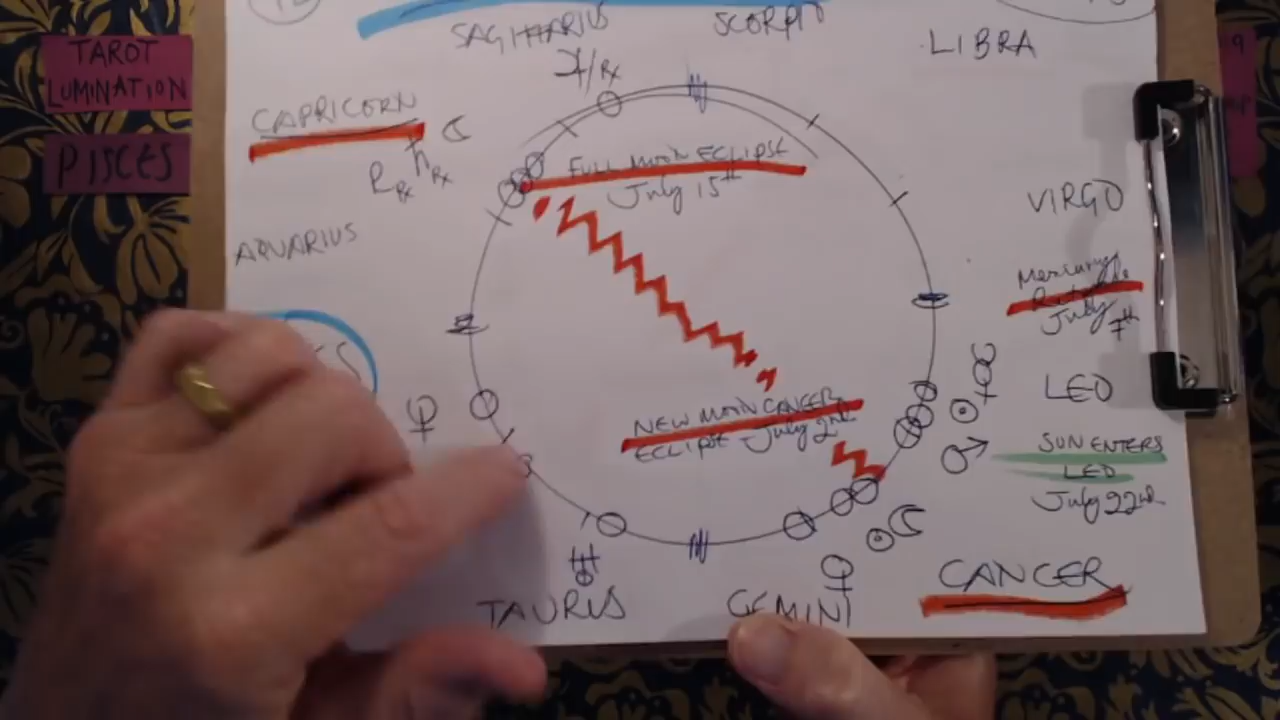 TAROT
LUMINATION
PISCES
SAGITTARIUS
SCORPIO
LIBRA
CAPRICORN
AQUARIUS
FULL MOON ECLIPSE
July 15th
VIRGO
Mercury
July 7th
NEW MOON CANCER
ECLIPSE July 2nd
LEO
SUN ENTERS
LEO
July 22nd
CANCER
TAURUS
GEMINI